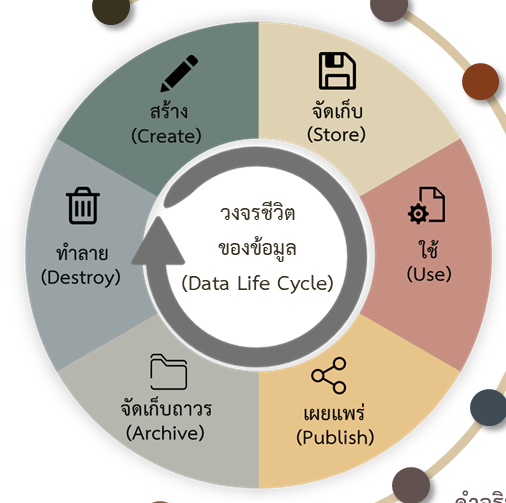 สร้าง
(Create)
จัดเก็บ
(Store)
วงจรชีวิต
ของข้อมูล
(Data Life Cycle)
ใช้
(Use)
เผยแพร่
(Publish)
จัดเก็บถาวร
(Archive)
ทำลาย
(Destroy)